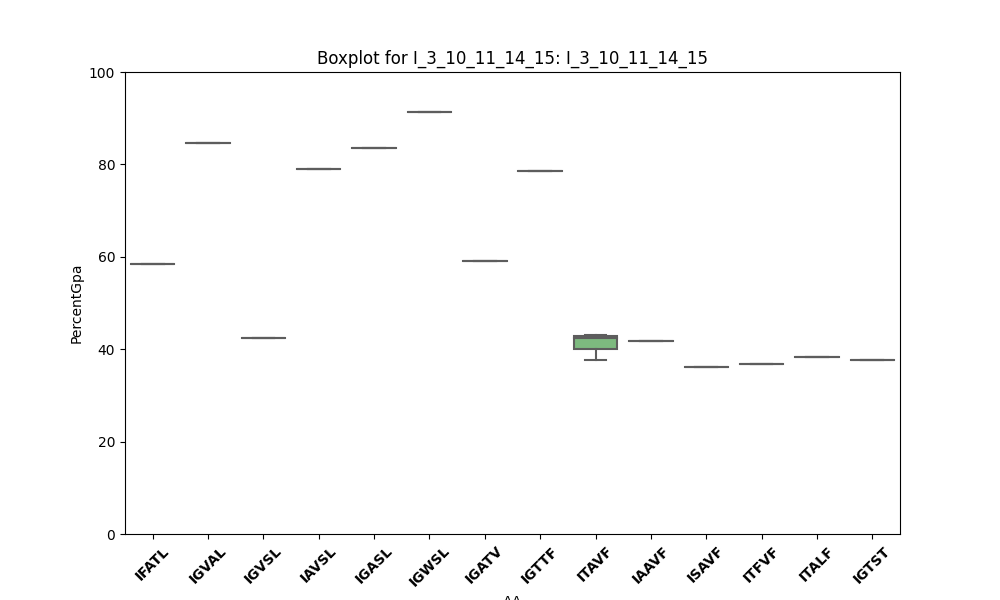 Boxplot for I_3_10_11_14_15: I_3_10_11_14_15
100
80
60
40
20
0
PercentGpa
IFATL
IGVAL
IGVSL
IAVSL
IGASL
IGWSL
IGATV
IGTTF
ITAVF
IAAVF
ISAVF
ITFVF
ITALF
IGTST
AA